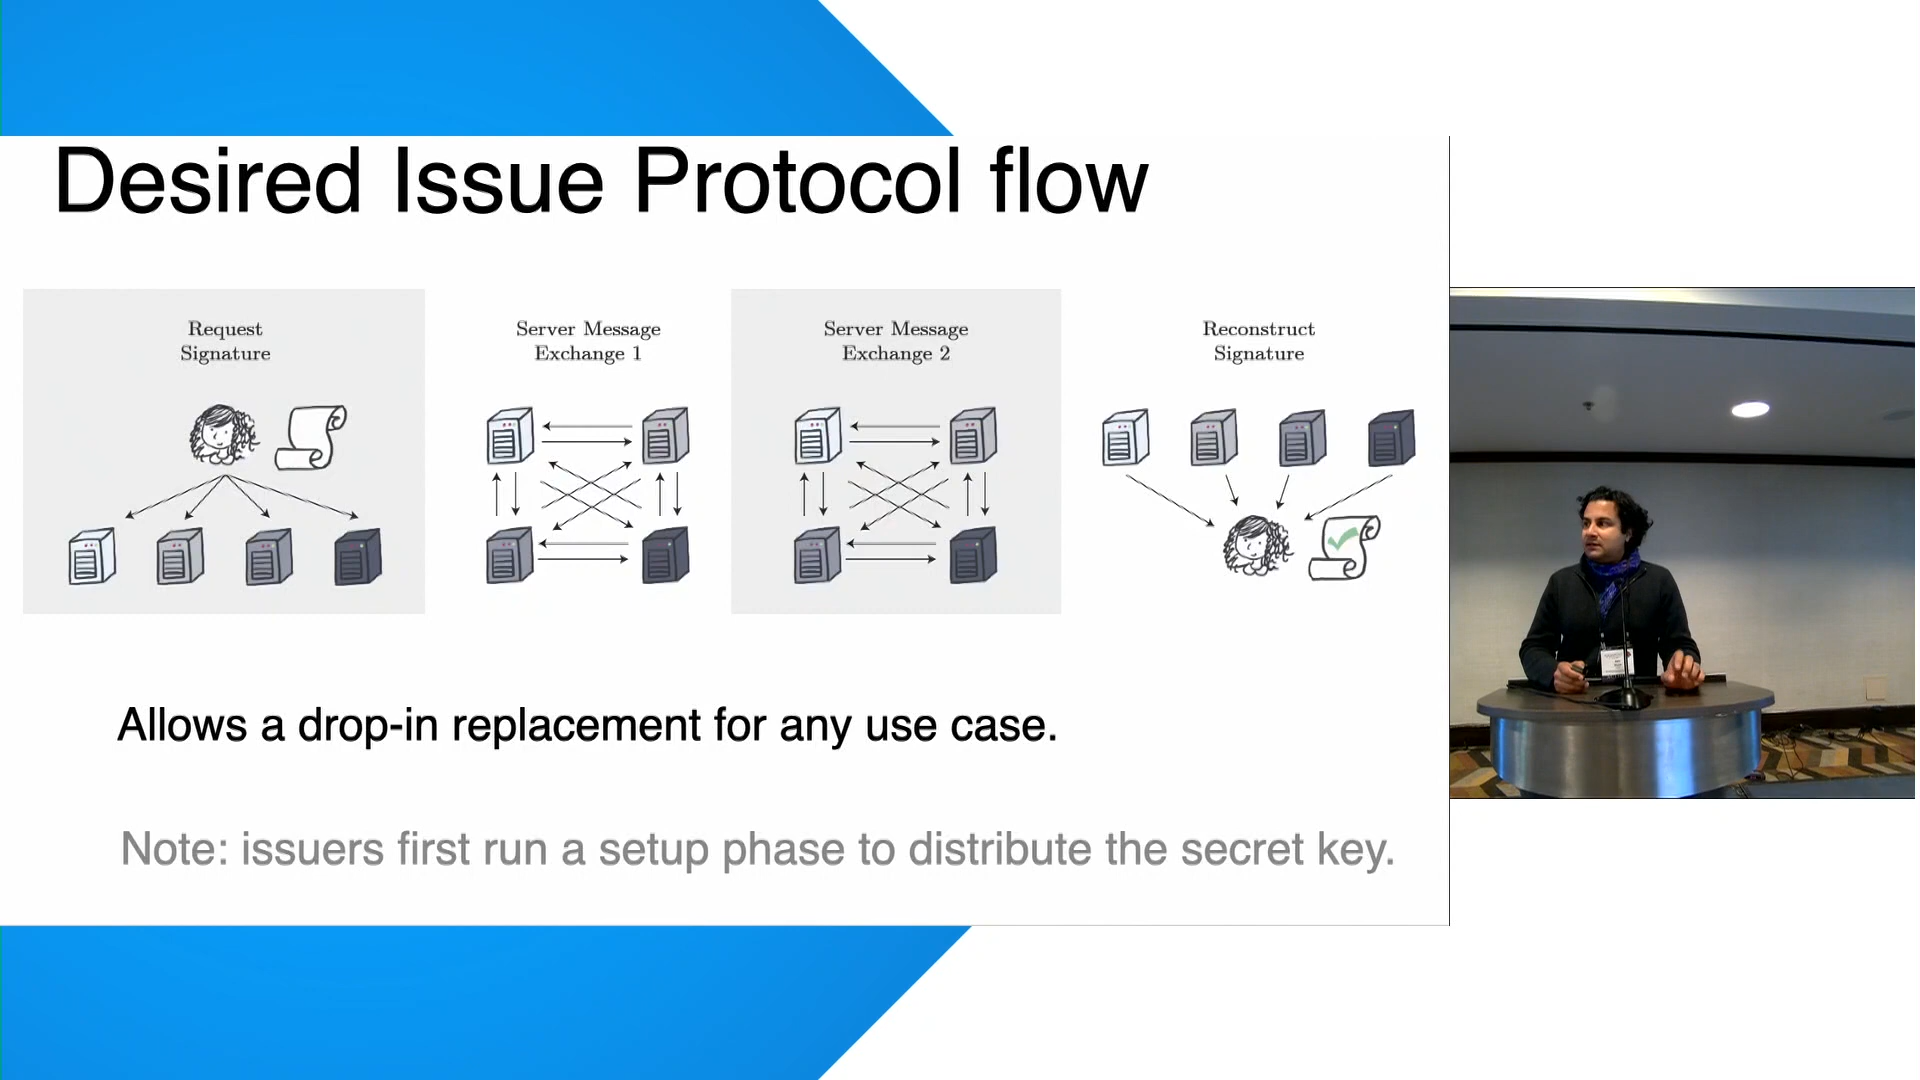 Desired Issue Protocol flow
Request
Signature
Server Message
Exchange 1
Server Message
Exchange 2
Reconstruct
Signature
Allows a drop-in replacement for any use case.
Note: issuers first run a setup phase to distribute the secret key.